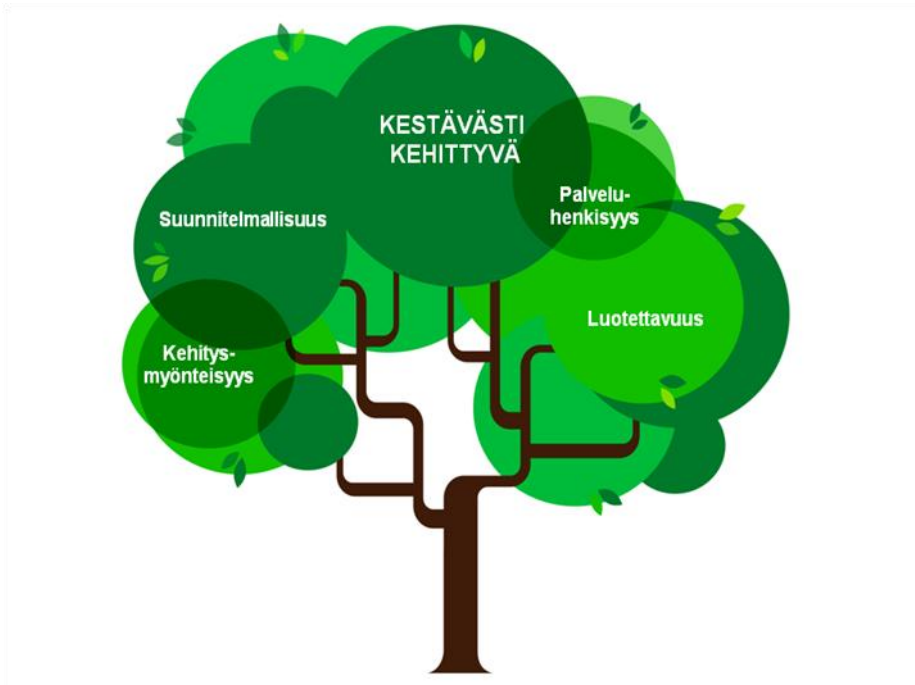 KESTÄVÄSTI
KEHITTYVÄ
Palvelu-
henkisyys
Suunnitelmallisuus
Luotettavuus
Kehitys-
myönteisyys